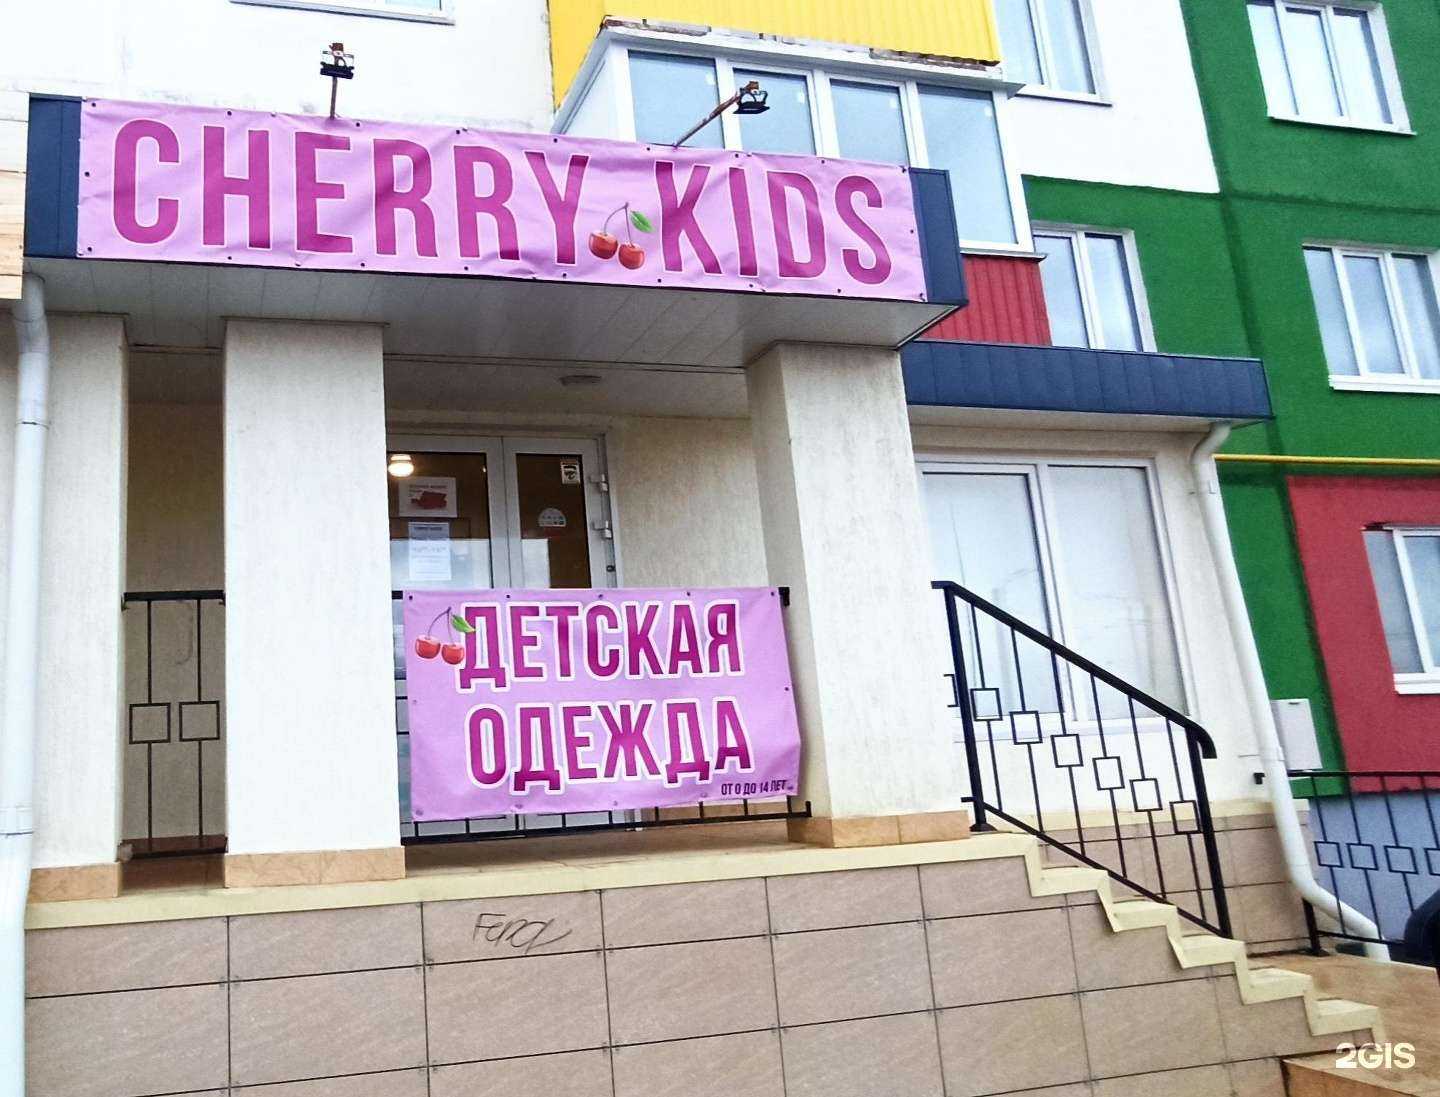 CHERRY KIDS
ДЕТСКАЯ
ОДЕЖДА
ОТ 0 ДО 14 ЛЕТ
2GIS